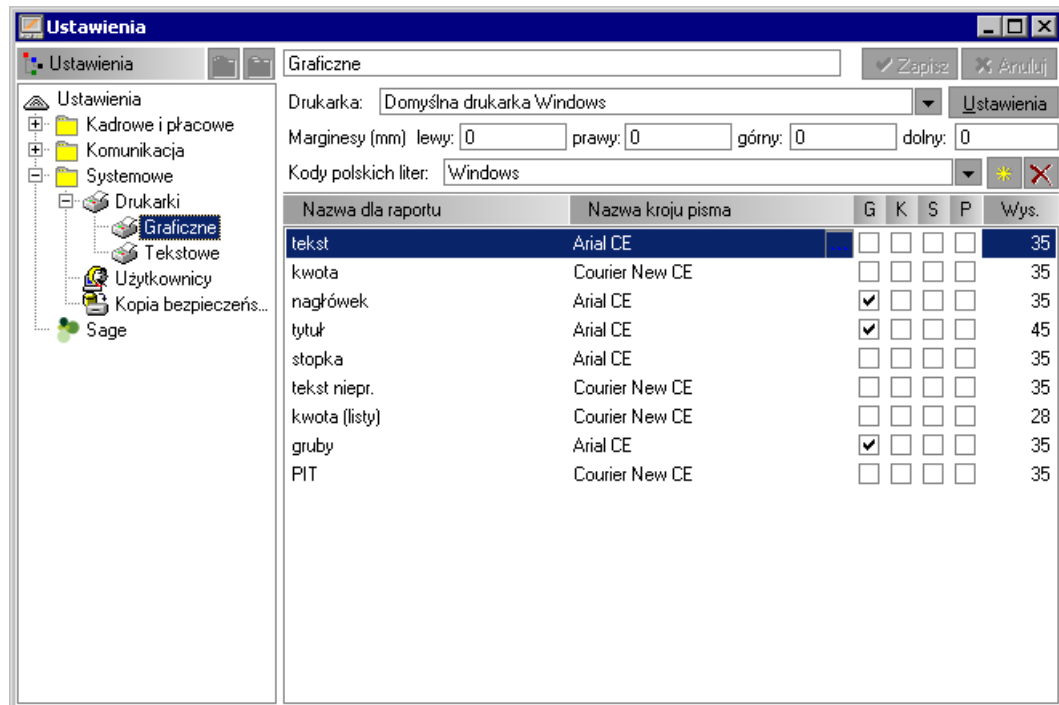 Ustawienia
Ustawienia
Graficzne
Zapisz
Anuluj
Ustawienia
Kadrowe i płacowe
Komunikacja
Systemowe
Drukarki
Graficzne
Tekstowe
Użytkownicy
Kopia bezpieczeńs...
Sage
Drukarka: Domyślna drukarka Windows Ustawienia
Marginesy (mm) lewy: 0 prawy: 0 górny: 0 dolny: 0
Kody polskich liter: Windows
Nazwa dla raportu Nazwa kroju pisma G K S P Wys.
tekst Arial CE ... 35
kwota Courier New CE 35
nagłówek Arial CE 35
tytuł Arial CE 45
stopka Arial CE 35
tekst niepr. Courier New CE 35
kwota (listy) Courier New CE 28
gruby Arial CE 35
PIT Courier New CE 35